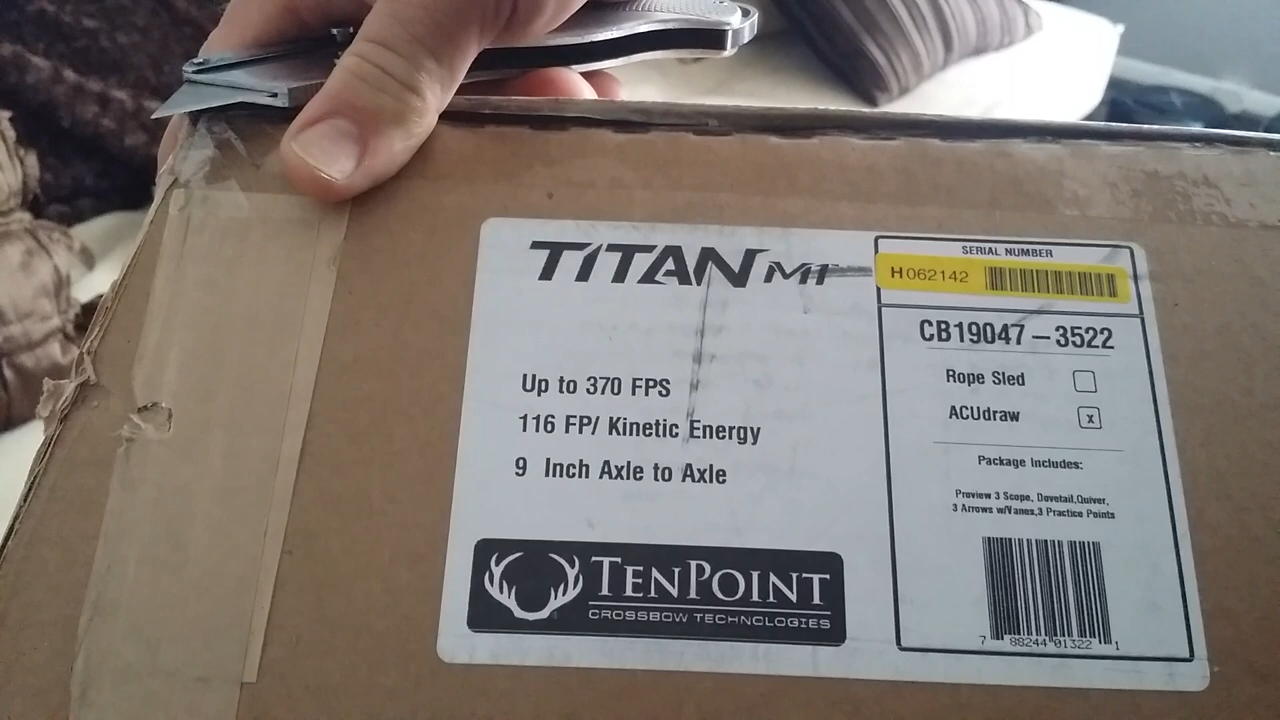 TiTAN M1
Up to 370 FPS
116 FP/ Kinetic Energy
9 Inch Axle to Axle
TENPOINT
CROSSBOW TECHNOLOGIES
SERIAL NUMBER
H062142
CB19047 – 3522
Rope Sled
ACUdraw x
Package Includes:
Proview 3 Scope, Dovetail,Quiver,
3 Arrows w/Vanes,3 Practice Points
7 88244 01322 1